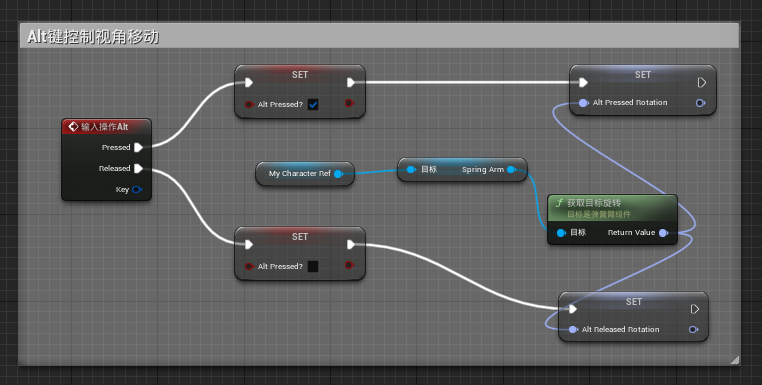 Alt键控制视角移动
SET
Alt Pressed?
SET
Alt Pressed Rotation
输入操作Alt
Pressed
Released
Key
My Character Ref
目标
Spring Arm
获取目标旋转
目标是弹簧臂组件
目标
Return Value
SET
Alt Pressed?
SET
Alt Released Rotation